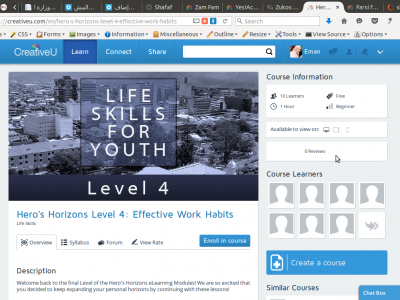 Shafaf
Zam Fam
Yes!Ac
Zukos
Her
Farsi f
creativeu.com/en/hero-s-horizons-level-4-effective-work-habits
CSS
Forms
Images
Information
Miscellaneous
Outline
Resize
Tools
View Source
Options
CreativeU
Learn
Connect
Share
Eman
LIFE
SKILLS
FOR
YOUTH
Level 4
Hero's Horizons Level 4: Effective Work Habits
Life Skills
Overview
Syllabus
Forum
View Rate
Enroll in course
Description
Welcome back to the final Level of the Hero's Horizons eLearning Modules! We are so excited that
you decided to keep expanding your personal horizons by continuing with these lessons!
Course Information
10 Learners
Free
1 Hour
Beginner
Available to view on:
0 Reviews
Course Learners
Create a course
Similar Courses
Chat Box